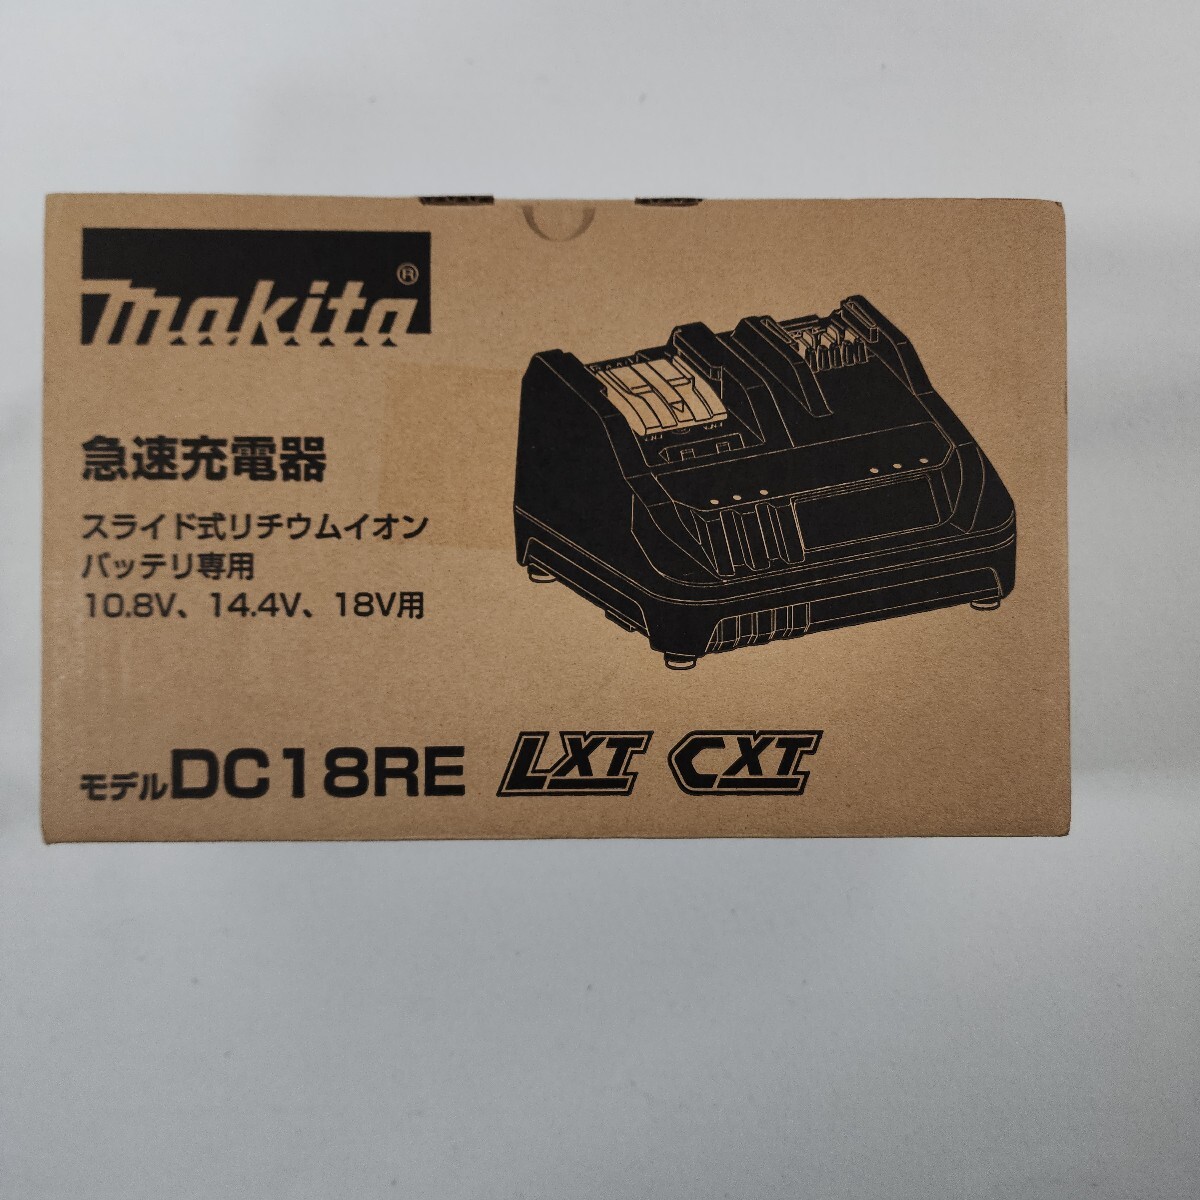 makita®
急速充電器
スライド式リチウムイオン
バッテリ専用
10.8V、14.4V、18V用
モデルDC18RE LXT CXT